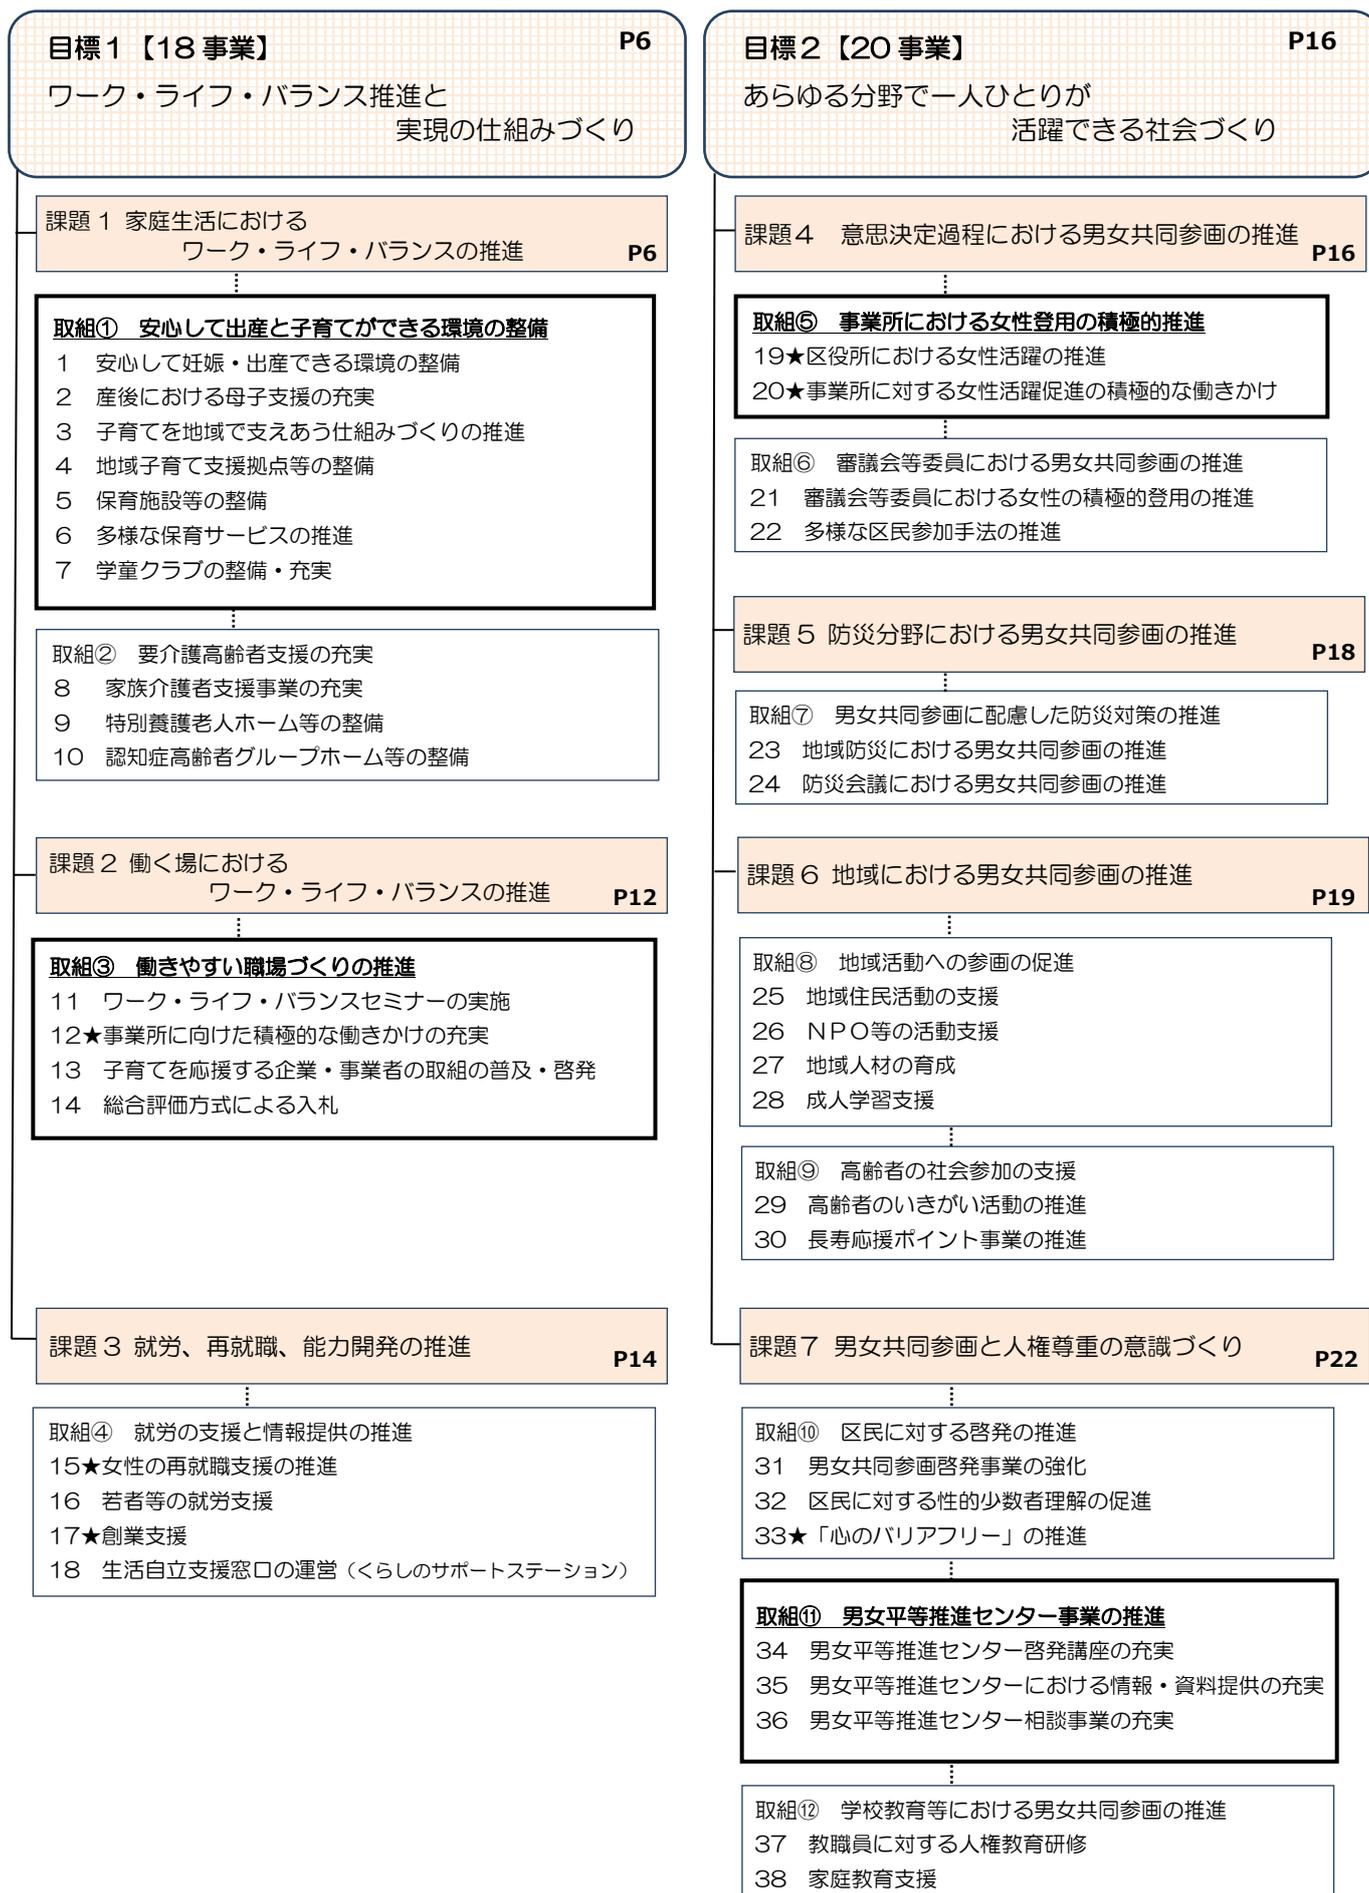 目標１【18 事業】 P6
ワーク・ライフ・バランス推進と
実現の仕組みづくり
課題 1 家庭生活における
ワーク・ライフ・バランスの推進 P6
取組① 安心して出産と子育てができる環境の整備
1 安心して妊娠・出産できる環境の整備
2 産後における母子支援の充実
3 子育てを地域で支えあう仕組みづくりの推進
4 地域子育て支援拠点等の整備
5 保育施設等の整備
6 多様な保育サービスの推進
7 学童クラブの整備・充実
取組② 要介護高齢者支援の充実
8 家族介護者支援事業の充実
9 特別養護老人ホーム等の整備
10 認知症高齢者グループホーム等の整備
課題 2 働く場における
ワーク・ライフ・バランスの推進 P12
取組③ 働きやすい職場づくりの推進
11 ワーク・ライフ・バランスセミナーの実施
12★事業所に向けた積極的な働きかけの充実
13 子育てを応援する企業・事業者の取組の普及・啓発
14 総合評価方式による入札
課題 3 就労、再就職、能力開発の推進 P14
取組④ 就労の支援と情報提供の推進
15★女性の再就職支援の推進
16 若者等の就労支援
17★創業支援
18 生活自立支援窓口の運営（くらしのサポートステーション）
目標２【20 事業】 P16
あらゆる分野で一人ひとりが
活躍できる社会づくり
課題４ 意思決定過程における男女共同参画の推進 P16
取組⑤ 事業所における女性登用の積極的推進
19★区役所における女性活躍の推進
20★事業所に対する女性活躍促進の積極的な働きかけ
取組⑥ 審議会等委員における男女共同参画の推進
21 審議会等委員における女性の積極的登用の推進
22 多様な区民参加手法の推進
課題 5 防災分野における男女共同参画の推進 P18
取組⑦ 男女共同参画に配慮した防災対策の推進
23 地域防災における男女共同参画の推進
24 防災会議における男女共同参画の推進
課題 6 地域における男女共同参画の推進 P19
取組⑧ 地域活動への参画の促進
25 地域住民活動の支援
26 ＮＰＯ等の活動支援
27 地域人材の育成
28 成人学習支援
取組⑨ 高齢者の社会参加の支援
29 高齢者のいきがい活動の推進
30 長寿応援ポイント事業の推進
課題７ 男女共同参画と人権尊重の意識づくり P22
取組⑩ 区民に対する啓発の推進
31 男女共同参画啓発事業の強化
32 区民に対する性的少数者理解の促進
33★「心のバリアフリー」の推進
取組⑪ 男女平等推進センター事業の推進
34 男女平等推進センター啓発講座の充実
35 男女平等推進センターにおける情報・資料提供の充実
36 男女平等推進センター相談事業の充実
取組⑫ 学校教育等における男女共同参画の推進
37 教職員に対する人権教育研修
38 家庭教育支援